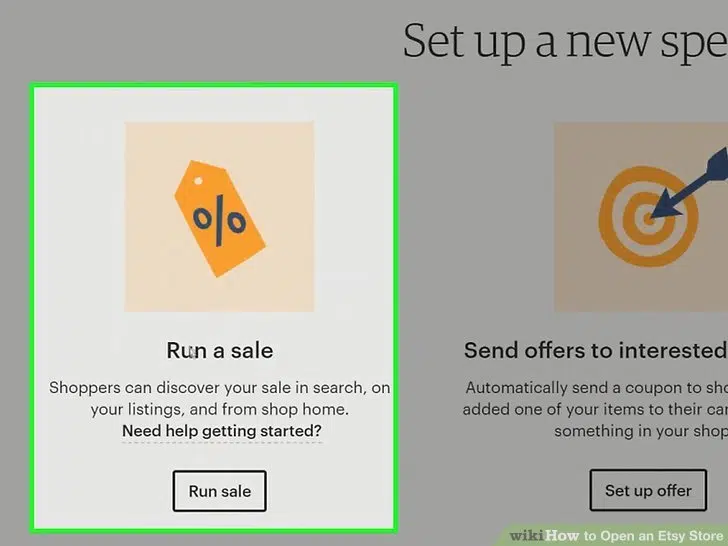 Set up a new spe
%
Run a sale
Shoppers can discover your sale in search, on
your listings, and from shop home.
Need help getting started?
Run sale
Send offers to interested
Automatically send a coupon to sho
added one of your items to their car
something in your shop
Set up offer
wikiHow to Open an Etsy Store